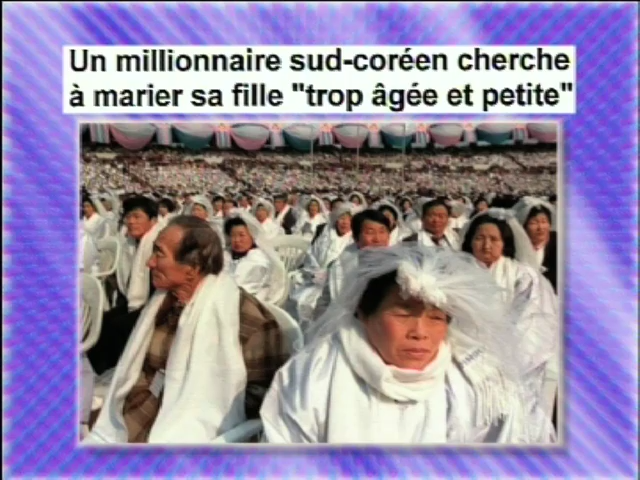 Un millionnaire sud-coréen cherche
à marier sa fille "trop âgée et petite"